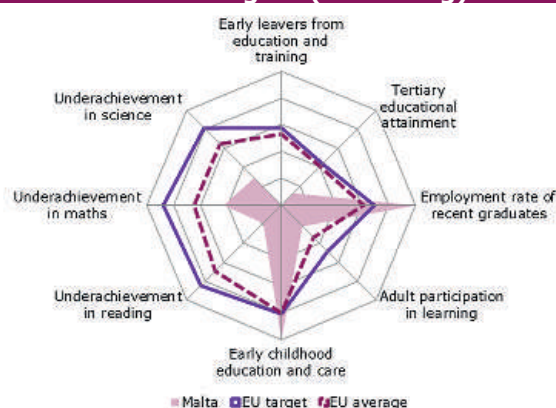 Early leavers from
education and
training
Tertiary
educational
attainment
Employment rate of
recent graduates
Adult participation
in learning
Early childhood
education and care
Underachievement
in reading
Underachievement
in maths
Underachievement
in science
Malta EU target EU average